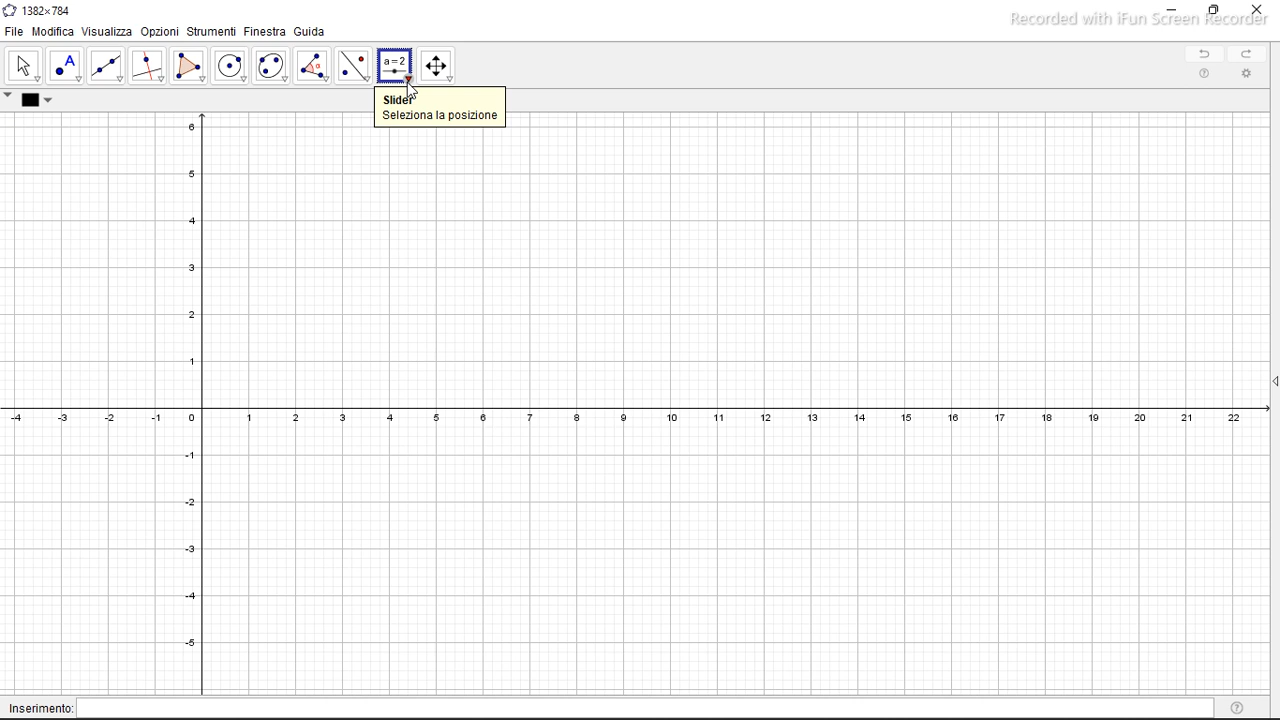 1382×784
Recorded with iFun Screen Recorder
File Modifica Visualizza Opzioni Strumenti Finestra Guida
A
α
a = 2
Slider
Seleziona la posizione
6
5
4
3
2
1
-4 -3 -2 -1 0 1 2 3 4 5 6 7 8 9 10 11 12 13 14 15 16 17 18 19 20 21 22
-1
-2
-3
-4
-5
Inserimento: